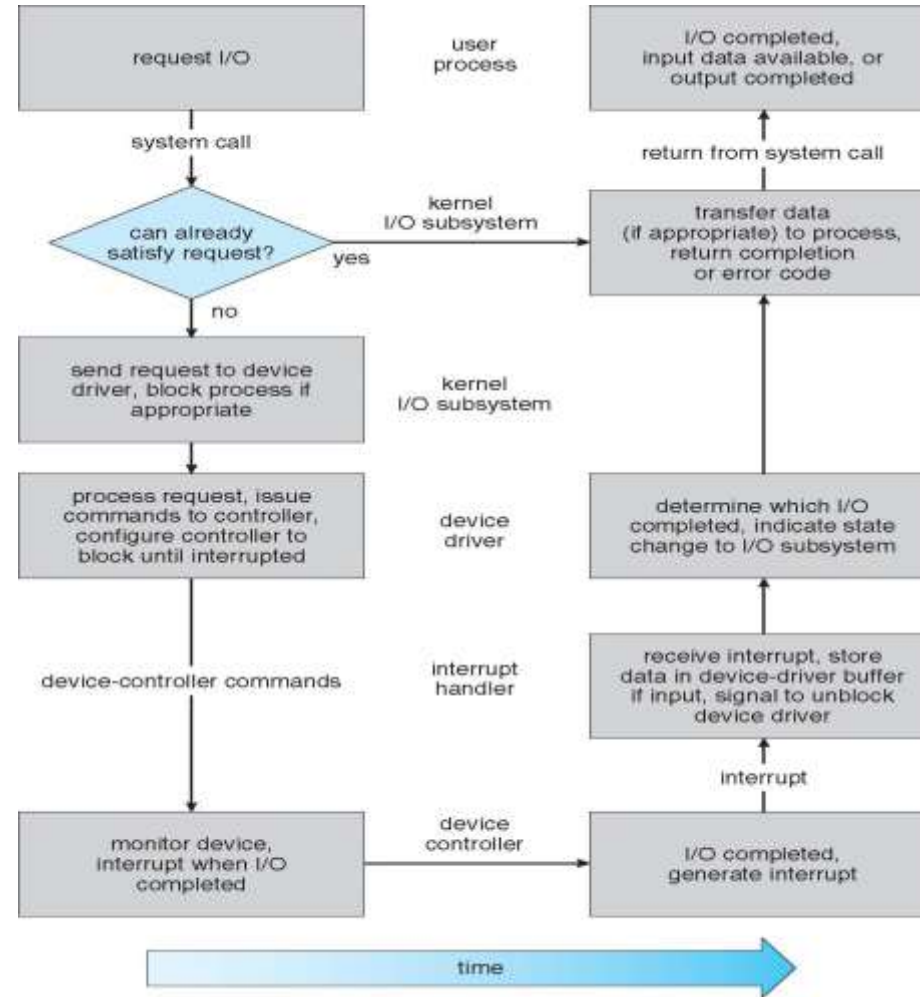 request I/O
user
process
I/O completed,
input data available, or
output completed
system call
return from system call
can already
satisfy request?
kernel
I/O subsystem
yes
transfer data
(if appropriate) to process,
return completion
or error code
no
send request to device
driver, block process if
appropriate
kernel
I/O subsystem
process request, issue
commands to controller,
configure controller to
block until interrupted
device
driver
determine which I/O
completed, indicate state
change to I/O subsystem
device-controller commands
interrupt
handler
receive interrupt, store
data in device-driver buffer
if input, signal to unblock
device driver
interrupt
monitor device,
interrupt when I/O
completed
device
controller
I/O completed,
generate interrupt
time